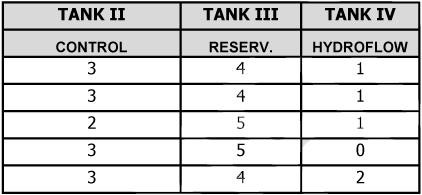 TANK II TANK III TANK IV
CONTROL RESERV. HYDROFLOW
3 4 1
3 4 1
2 5 1
3 5 0
3 4 2